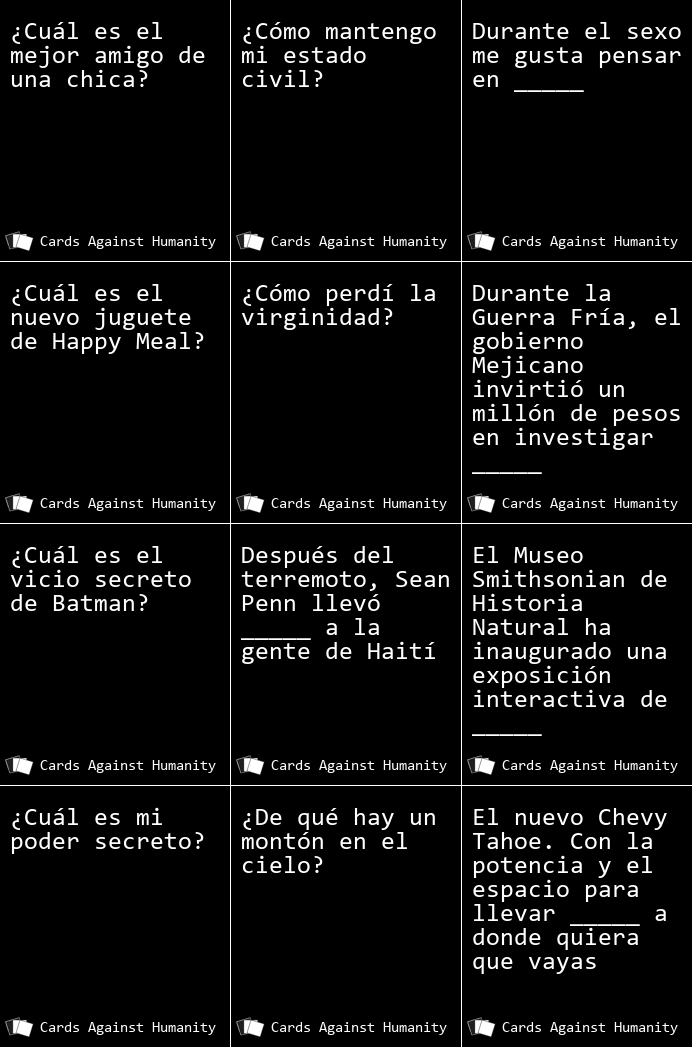 ¿Cuál es el
mejor amigo de
una chica?
Cards Against Humanity
¿Cómo mantengo
mi estado
civil?
Cards Against Humanity
Durante el sexo
me gusta pensar
en _____
Cards Against Humanity
¿Cuál es el
nuevo juguete
de Happy Meal?
Cards Against Humanity
¿Cómo perdí la
virginidad?
Cards Against Humanity
Durante la
Guerra Fría, el
gobierno
Mejicano
invirtió un
millón de pesos
en investigar
_____
Cards Against Humanity
¿Cuál es el
vicio secreto
de Batman?
Cards Against Humanity
Después del
terremoto, Sean
Penn llevó
_____ a la
gente de Haití
Cards Against Humanity
El Museo
Smithsonian de
Historia
Natural ha
inaugurado una
exposición
interactiva de
_____
Cards Against Humanity
¿Cuál es mi
poder secreto?
Cards Against Humanity
¿De qué hay un
montón en el
cielo?
Cards Against Humanity
El nuevo Chevy
Tahoe. Con la
potencia y el
espacio para
llevar _____ a
donde quiera
que vayas
Cards Against Humanity